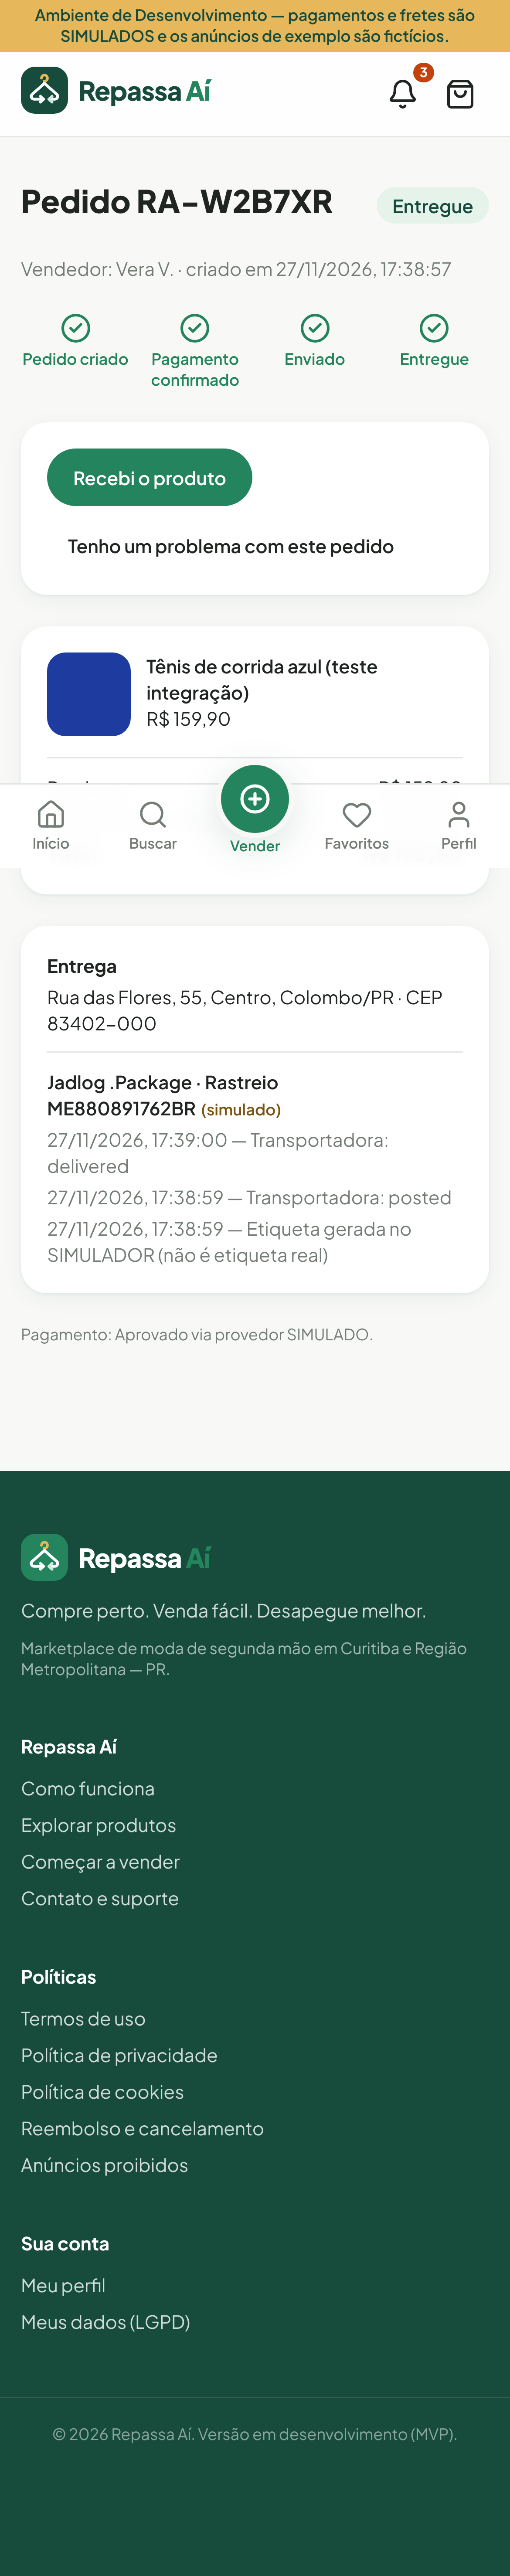 Ambiente de Desenvolvimento — pagamentos e fretes são
SIMULADOS e os anúncios de exemplo são fictícios.
Repassa Aí
3
Pedido RA-W2B7XR
Entregue
Vendedor: Vera V. · criado em 27/11/2026, 17:38:57
Pedido criado
Pagamento
confirmado
Enviado
Entregue
Recebi o produto
Tenho um problema com este pedido
Tênis de corrida azul (teste
integração)
R$ 159,90
Início
Buscar
Vender
Favoritos
Perfil
Entrega
Rua das Flores, 55, Centro, Colombo/PR · CEP
83402-000
Jadlog .Package · Rastreio
ME880891762BR (simulado)
27/11/2026, 17:39:00 — Transportadora:
delivered
27/11/2026, 17:38:59 — Transportadora: posted
27/11/2026, 17:38:59 — Etiqueta gerada no
SIMULADOR (não é etiqueta real)
Pagamento: Aprovado via provedor SIMULADO.
Repassa Aí
Compre perto. Venda fácil. Desapegue melhor.
Marketplace de moda de segunda mão em Curitiba e Região
Metropolitana — PR.
Repassa Aí
Como funciona
Explorar produtos
Começar a vender
Contato e suporte
Políticas
Termos de uso
Política de privacidade
Política de cookies
Reembolso e cancelamento
Anúncios proibidos
Sua conta
Meu perfil
Meus dados (LGPD)
© 2026 Repassa Aí. Versão em desenvolvimento (MVP).